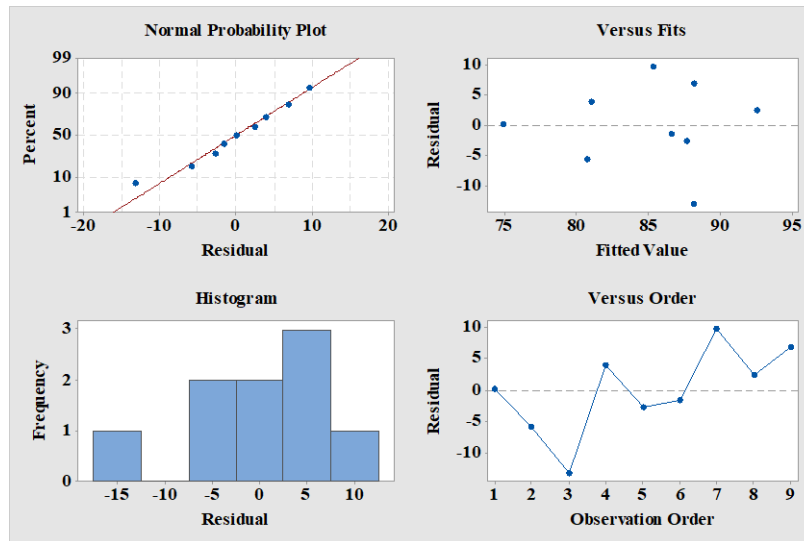 Normal Probability Plot
99
90
50
10
1
Percent
-20 -10 0 10 20
Residual
Versus Fits
10
5
0
-5
-10
Residual
75 80 85 90 95
Fitted Value
Histogram
3
2
1
0
Frequency
-15 -10 -5 0 5 10
Residual
Versus Order
10
5
0
-5
-10
Residual
1 2 3 4 5 6 7 8 9
Observation Order